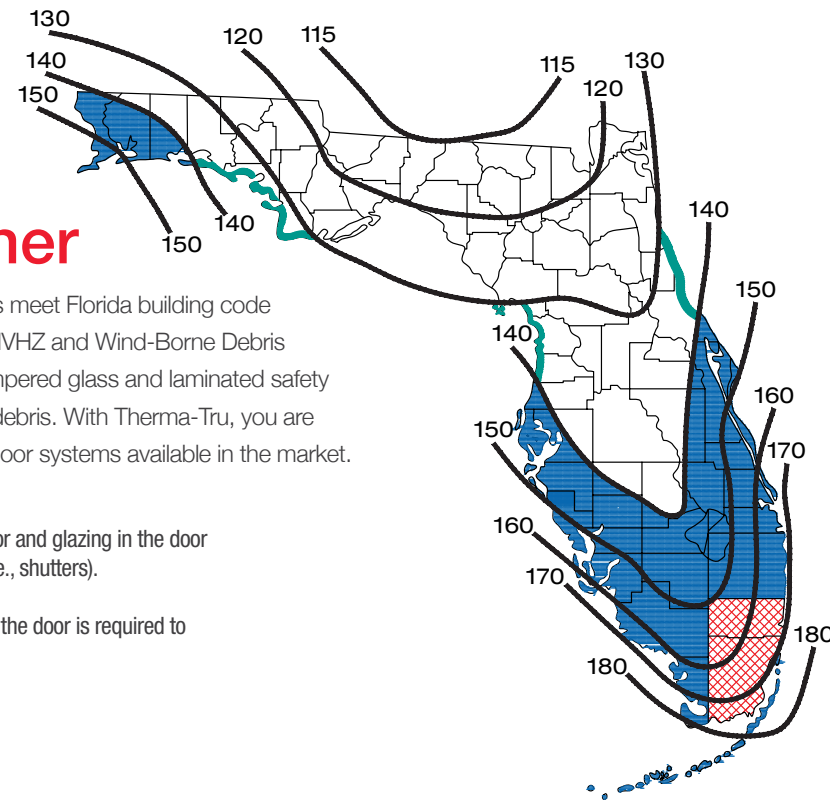 130
120
115
140
115
130
150
120
140
140
150
ner
s meet Florida building code
VHZ and Wind-Borne Debris
mpered glass and laminated safety
debris. With Therma-Tru, you are
oor systems available in the market.
150
140
160
150
170
or and glazing in the door
e., shutters).
160
170
the door is required to
180
180